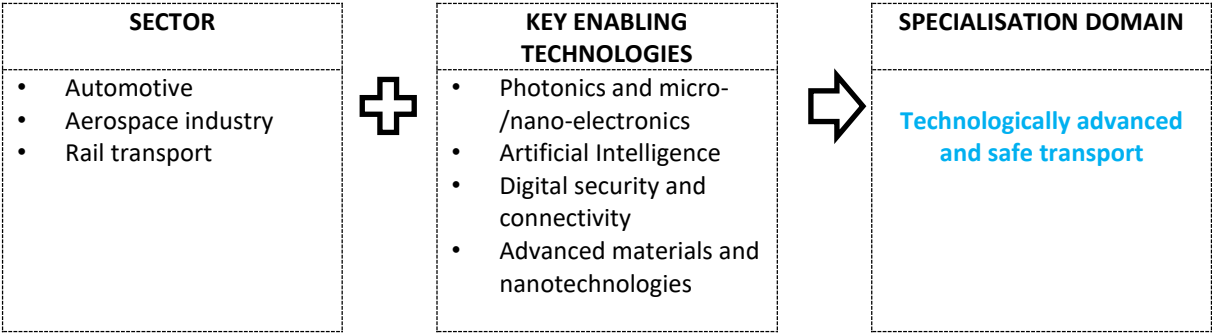 SECTOR
• Automotive
• Aerospace industry
• Rail transport
KEY ENABLING
TECHNOLOGIES
• Photonics and micro-
/nano-electronics
• Artificial Intelligence
• Digital security and
connectivity
• Advanced materials and
nanotechnologies
SPECIALISATION DOMAIN
Technologically advanced
and safe transport